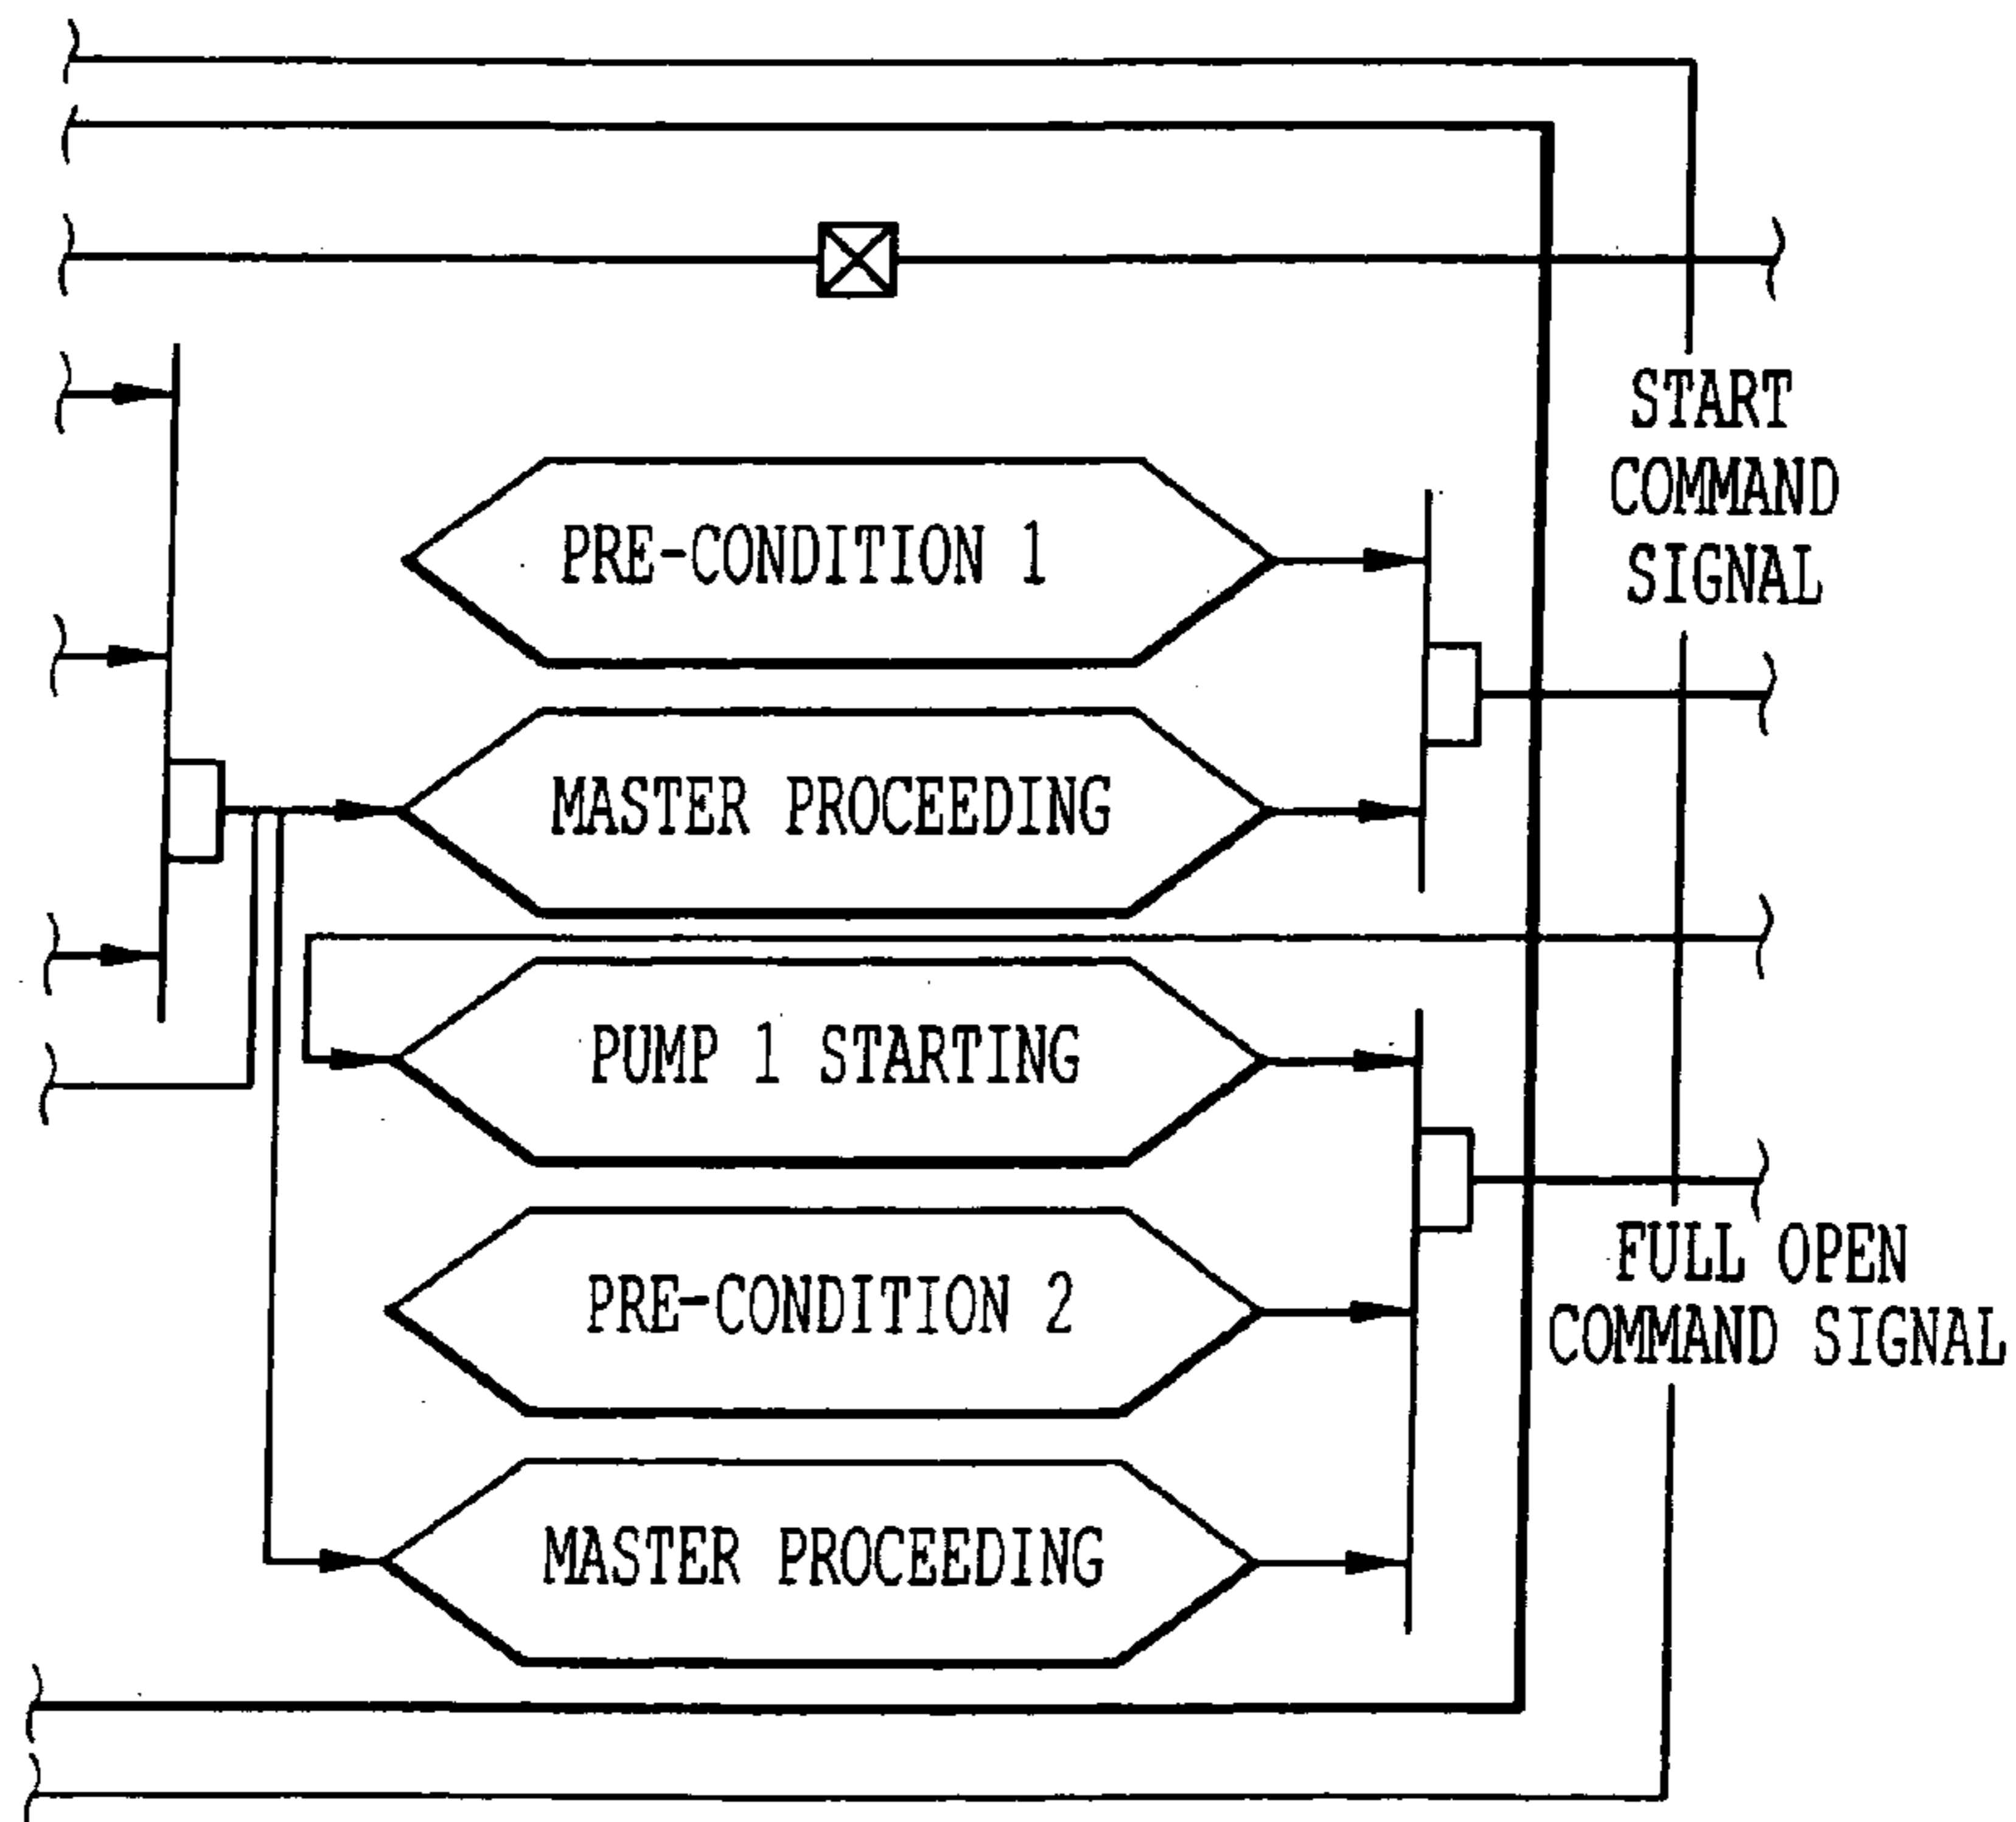 START
COMMAND
SIGNAL
PRE-CONDITION 1
MASTER PROCEEDING
PUMP 1 STARTING
FULL OPEN
COMMAND SIGNAL
PRE-CONDITION 2
MASTER PROCEEDING